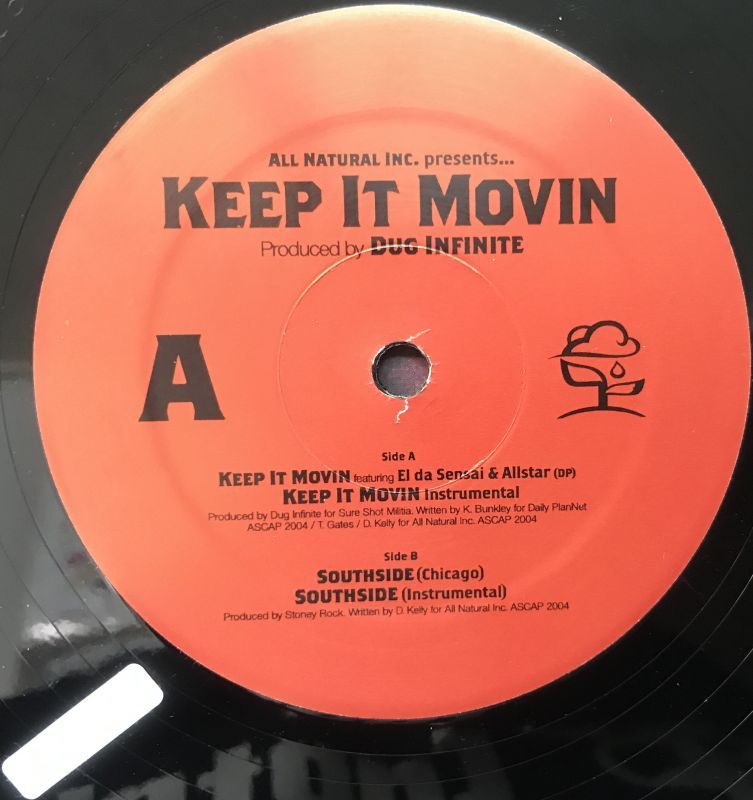 ALL NATURAL INC. presents...
KEEP IT MOVIN
Produced by DUG INFINITE
A
Side A
KEEP IT MOVIN featuring El da Sensai & Allstar (DP)
KEEP IT MOVIN Instrumental
Produced by Dug Infinite for Sure Shot Militia. Written by K. Bunkley for Daily PlanNet
ASCAP 2004 / T. Gates / D. Kelly for All Natural Inc. ASCAP 2004
Side B
SOUTHSIDE (Chicago)
SOUTHSIDE (Instrumental)
Produced by Stoney Rock. Written by D. Kelly for All Natural Inc. ASCAP 2004